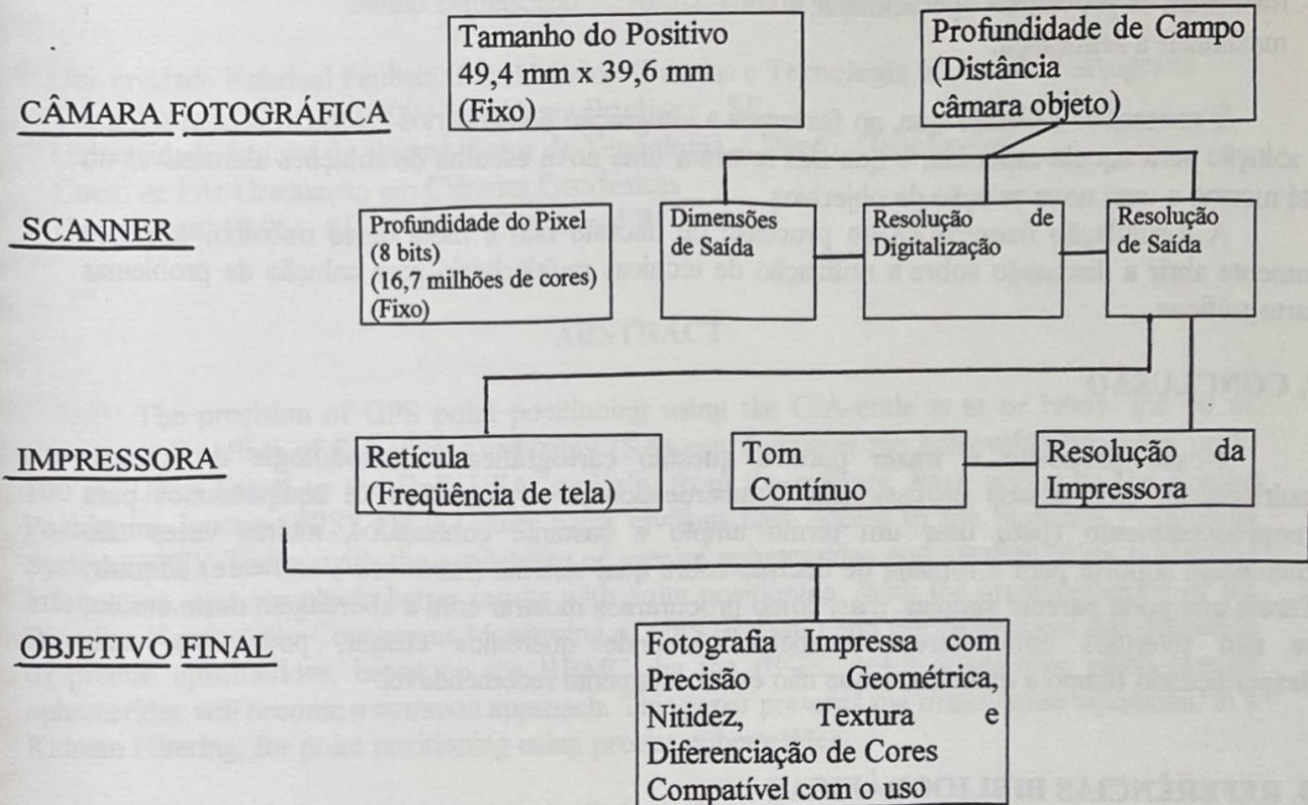 Tamanho do Positivo
49,4 mm x 39,6 mm
(Fixo)
Profundidade de Campo
(Distância
câmara objeto)
CÂMARA FOTOGRÁFICA
SCANNER
Profundidade do Pixel
(8 bits)
(16,7 milhões de cores)
(Fixo)
Dimensões
de Saída
Resolução de
Digitalização
Resolução
de Saída
IMPRESSORA
Retícula
(Freqüência de tela)
Tom
Contínuo
Resolução da
Impressora
OBJETIVO FINAL
Fotografia Impressa com
Precisão Geométrica,
Nitidez, Textura e
Diferenciação de Cores
Compatível com o uso